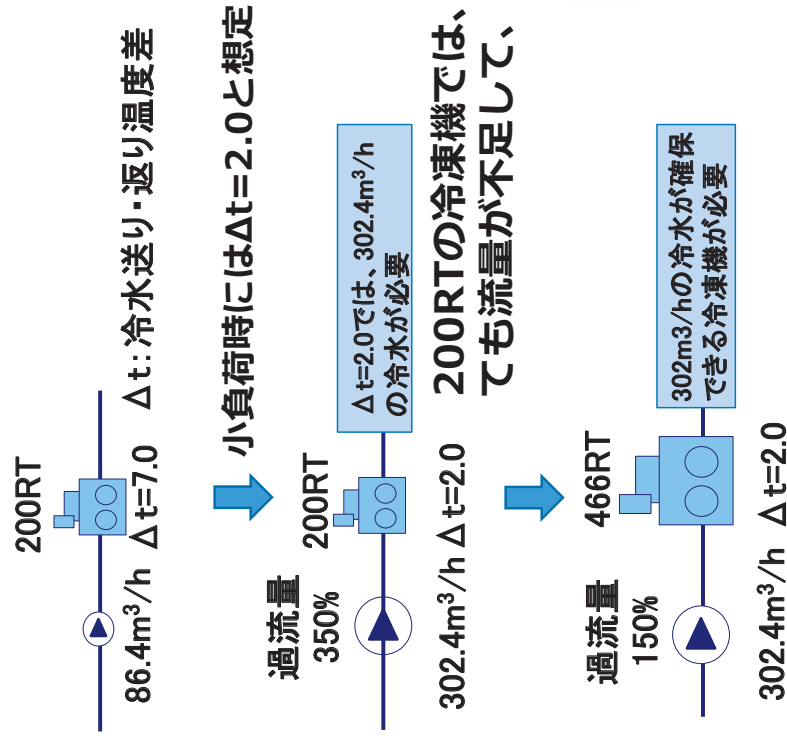 200RT
86.4m³/h Δt=7.0
Δt:冷水送り・返り温度差
小負荷時にはΔt=2.0と想定
過流量
350%
200RT
302.4m³/h Δt=2.0
Δt=2.0では、302.4m³/h
の冷水が必要
200RTの冷凍機では、
ても流量が不足して、
過流量
150%
466RT
302.4m³/h Δt=2.0
302m3/hの冷水が確保
できる冷凍機が必要